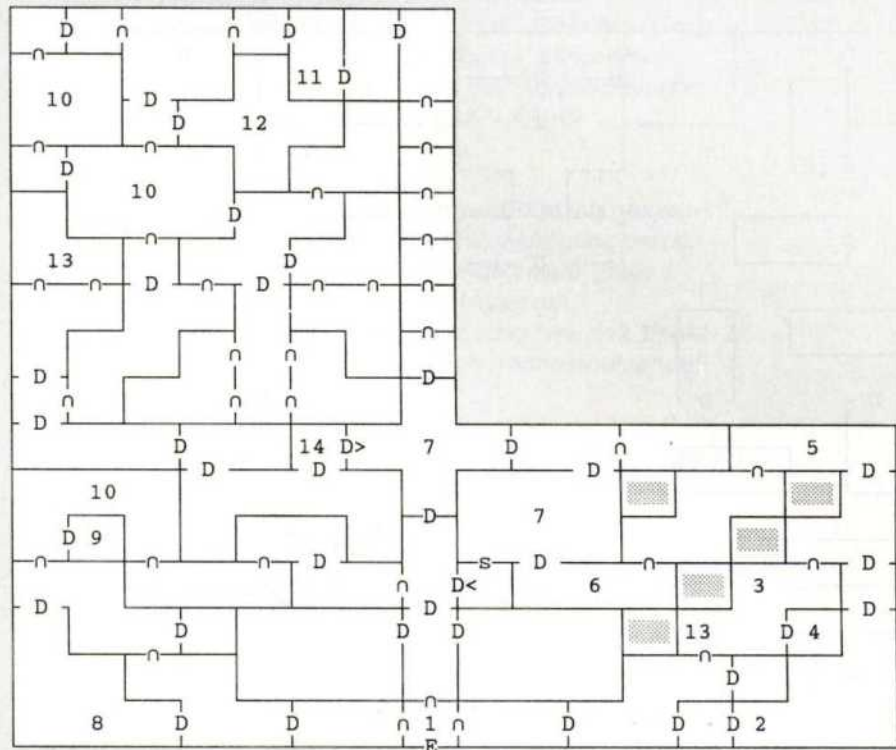 D ∩ ∩ D D
∩ 11 D
10 D ∩
D 12
∩ ∩ ∩
D
10 ∩ ∩
D
∩ ∩
13 D
∩ ∩ D ∩ D ∩ ∩ ∩
∩
∩ ∩
D D
∩ ∩ ∩
D
D 14 D> 7 D ∩ 5
D D D ∩ D
10
D 7
D 9
∩ ∩ ∩ D s D ∩ ∩ D
∩ D< 6 3
D D D
D D D 13 D 4
∩ ∩
D
∩
8 D D ∩ 1 ∩ D D D 2
E